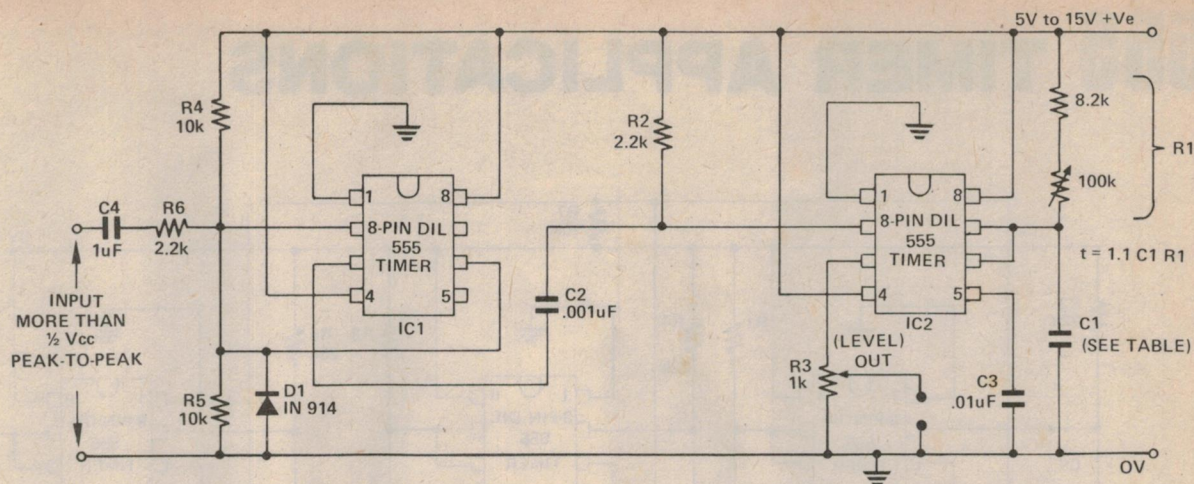 5V to 15V +Ve
R4
10k
R2
2.2k
8.2k
R1
100k
C4
1uF
R6
2.2k
1
8
8-PIN DIL
555
TIMER
4
5
IC1
1
8
8-PIN DIL
555
TIMER
4
5
IC2
t = 1.1 C1 R1
INPUT
MORE THAN
½ Vcc
PEAK-TO-PEAK
C2
.001uF
C1
(SEE TABLE)
R3
1k
(LEVEL)
OUT
C3
.01uF
R5
10k
D1
IN 914
OV